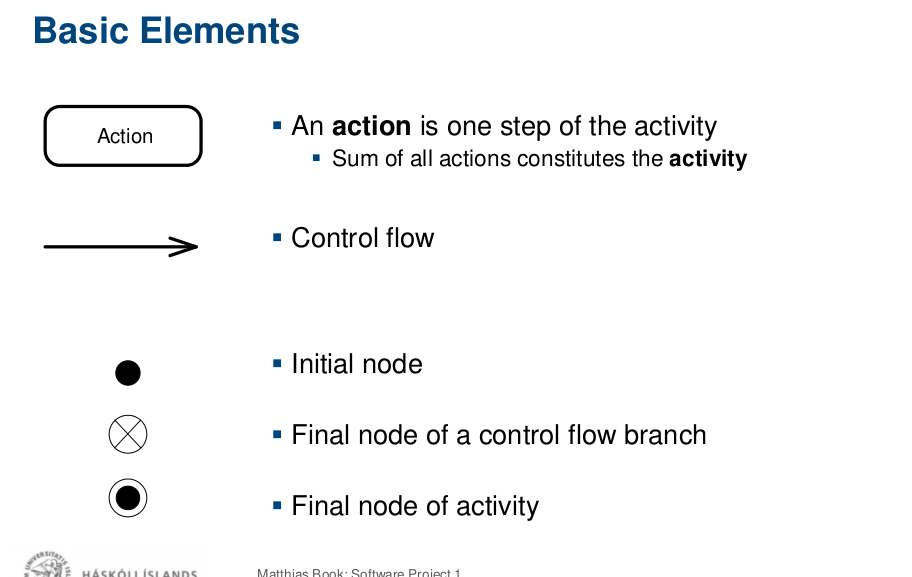 Basic Elements
Action
▪ An action is one step of the activity
▪ Sum of all actions constitutes the activity
▪ Control flow
▪ Initial node
▪ Final node of a control flow branch
▪ Final node of activity
HÁSKÓLI ÍSLANDS
Matthias Book: Software Project 1